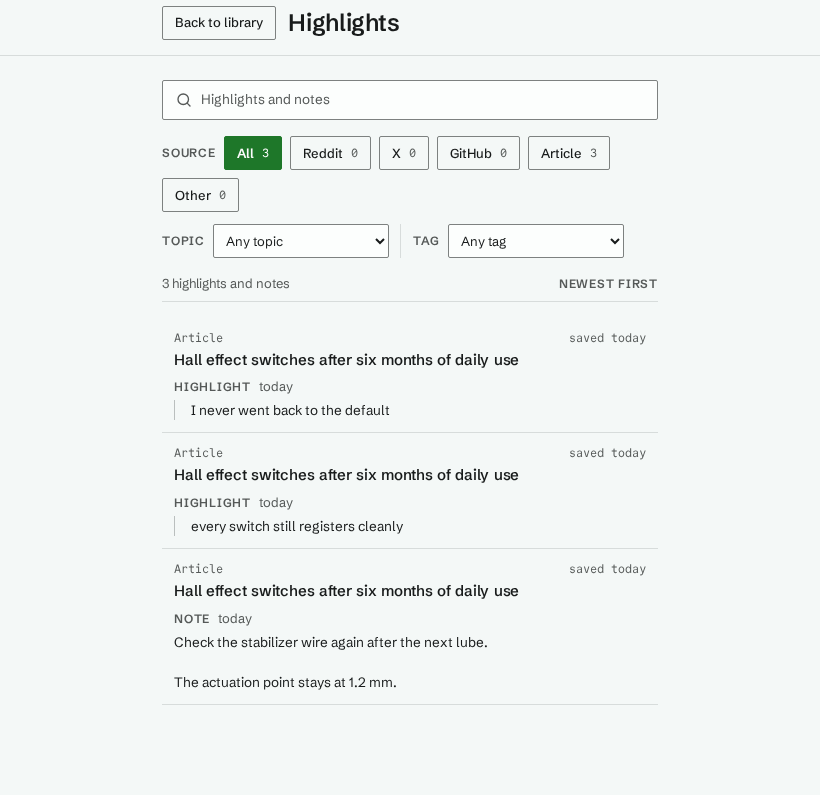 Back to library Highlights
Highlights and notes
SOURCE All 3 Reddit 0 X 0 GitHub 0 Article 3
Other 0
TOPIC Any topic TAG Any tag
3 highlights and notes NEWEST FIRST
Article saved today
Hall effect switches after six months of daily use
HIGHLIGHT today
I never went back to the default
Article saved today
Hall effect switches after six months of daily use
HIGHLIGHT today
every switch still registers cleanly
Article saved today
Hall effect switches after six months of daily use
NOTE today
Check the stabilizer wire again after the next lube.
The actuation point stays at 1.2 mm.